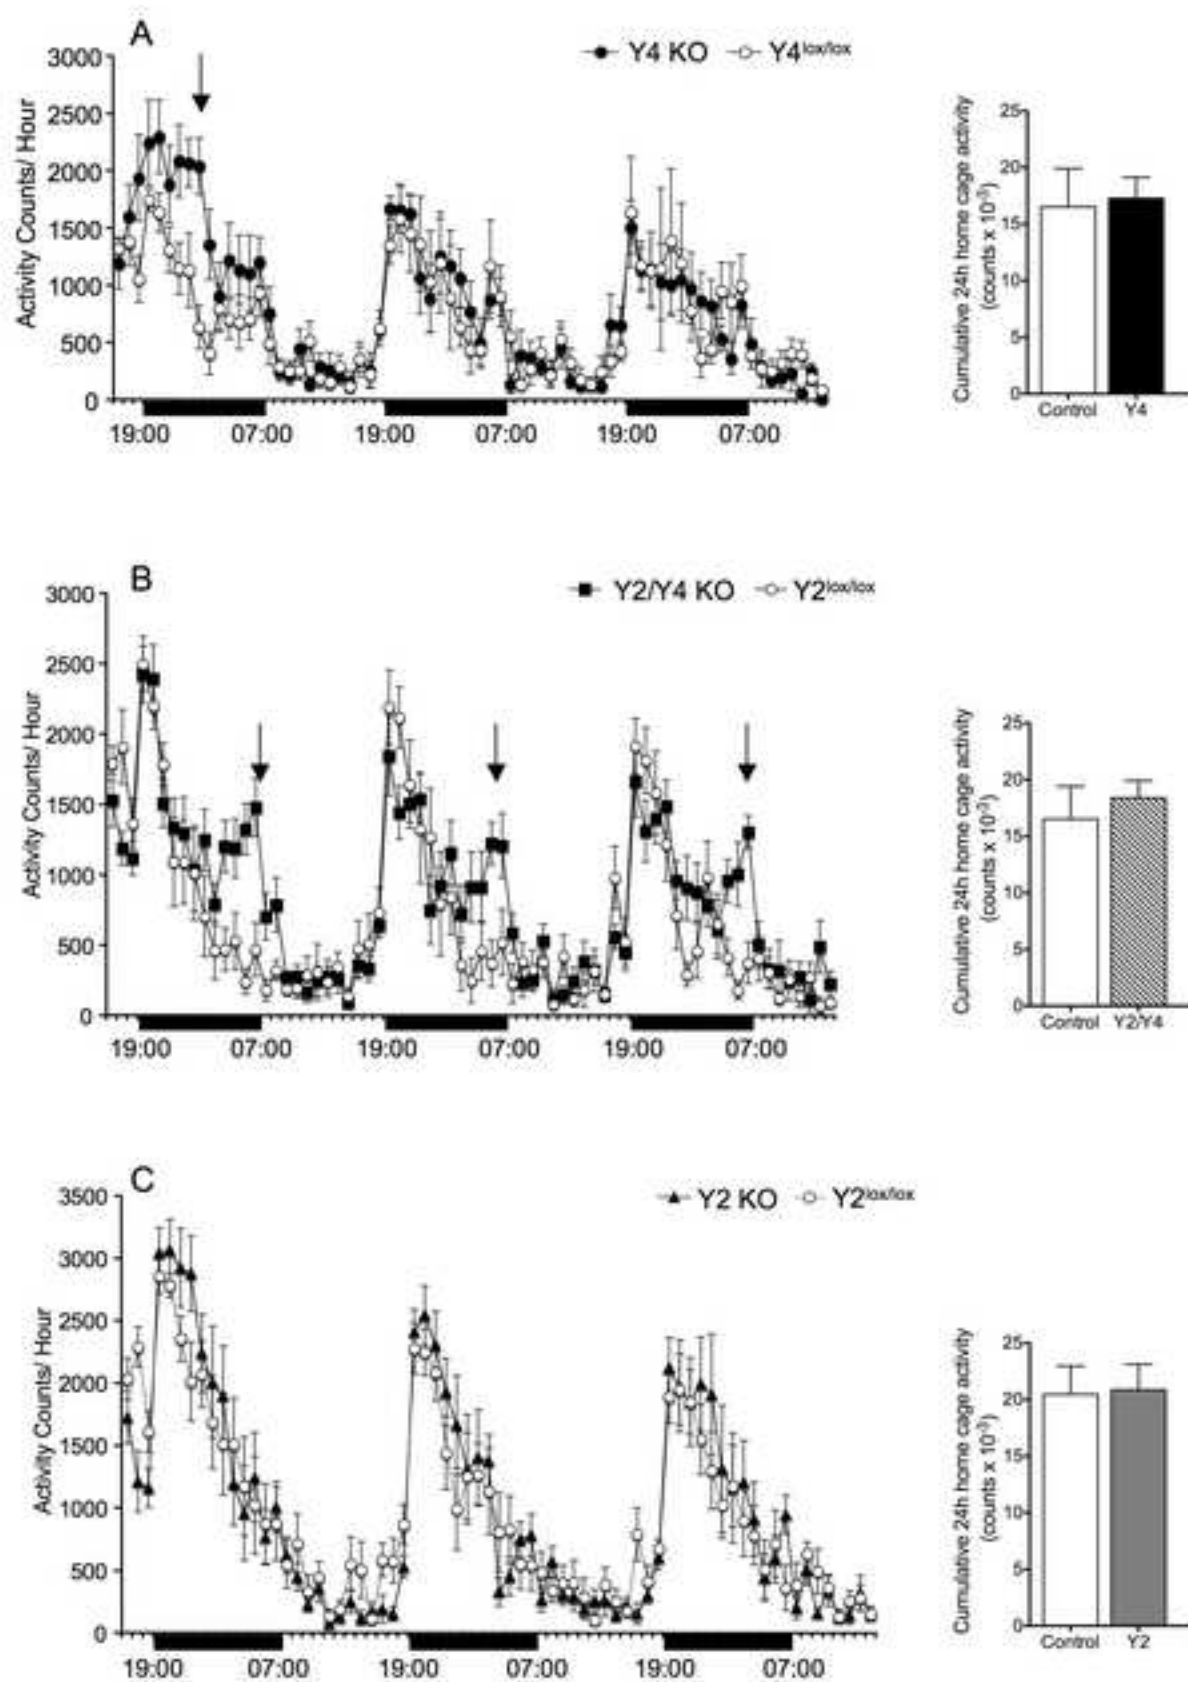 A
Y4 KO Y4lox/lox
Activity Counts/ Hour
3000
2500
2000
1500
1000
500
0
19:00 07:00 19:00 07:00 19:00 07:00
Cumulative 24h home cage activity
(counts x 10-3)
25
20
15
10
5
0
Control Y4
B
Y2/Y4 KO Y2lox/lox
Activity Counts/ Hour
3000
2500
2000
1500
1000
500
0
19:00 07:00 19:00 07:00 19:00 07:00
Cumulative 24h home cage activity
(counts x 10-3)
25
20
15
10
5
0
Control Y2/Y4
C
Y2 KO Y2lox/lox
Activity Counts/ Hour
3500
3000
2500
2000
1500
1000
500
0
19:00 07:00 19:00 07:00 19:00 07:00
Cumulative 24h home cage activity
(counts x 10-3)
25
20
15
10
5
0
Control Y2